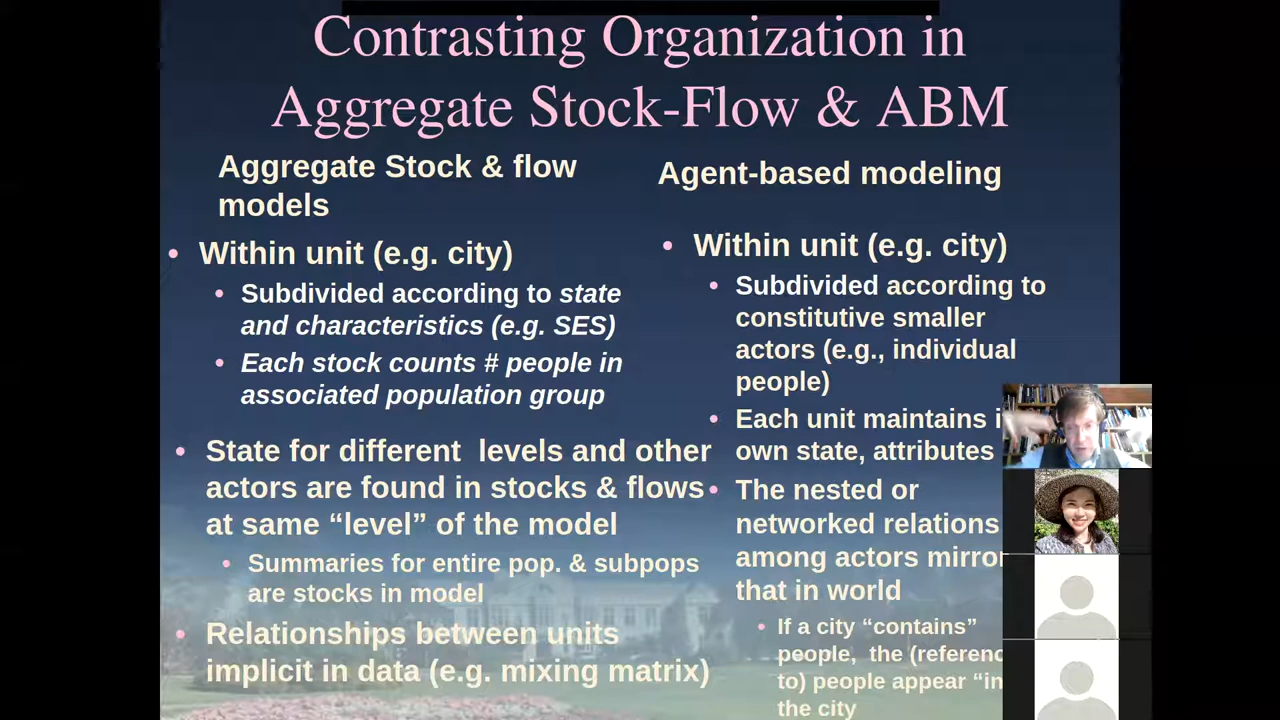 Contrasting Organization in
Aggregate Stock-Flow & ABM
Aggregate Stock & flow
models
• Within unit (e.g. city)
• Subdivided according to state
and characteristics (e.g. SES)
• Each stock counts # people in
associated population group
• State for different levels and other
actors are found in stocks & flows
at same “level” of the model
• Summaries for entire pop. & subpops
are stocks in model
• Relationships between units
implicit in data (e.g. mixing matrix)
Agent-based modeling
• Within unit (e.g. city)
• Subdivided according to
constitutive smaller
actors (e.g., individual
people)
• Each unit maintains
own state, attributes
• The nested or
networked relations
among actors mirror
that in world
• If a city “contains”
people, the
to) people appear “in
the city